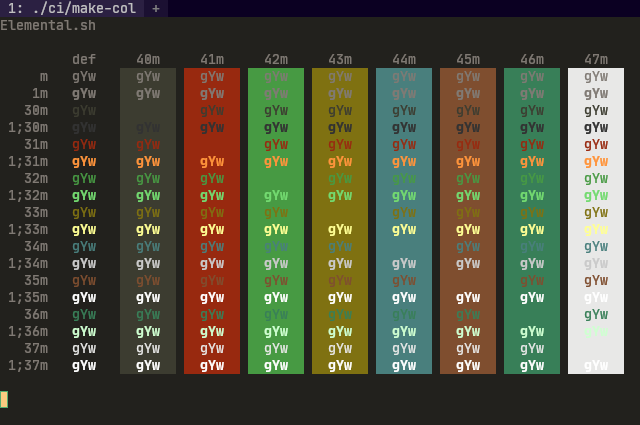 1: ./ci/make-col +
Elemental.sh
def 40m 41m 42m 43m 44m 45m 46m 47m
m gYw gYw gYw gYw gYw gYw gYw gYw gYw
1m gYw gYw gYw gYw gYw gYw gYw gYw gYw
30m gYw gYw gYw gYw gYw gYw gYw gYw
1;30m gYw gYw gYw gYw gYw gYw gYw gYw gYw
31m gYw gYw gYw gYw gYw gYw gYw gYw
1;31m gYw gYw gYw gYw gYw gYw gYw gYw gYw
32m gYw gYw gYw gYw gYw gYw gYw gYw
1;32m gYw gYw gYw gYw gYw gYw gYw gYw gYw
33m gYw gYw gYw gYw gYw gYw gYw gYw
1;33m gYw gYw gYw gYw gYw gYw gYw gYw gYw
34m gYw gYw gYw gYw gYw gYw gYw gYw
1;34m gYw gYw gYw gYw gYw gYw gYw gYw gYw
35m gYw gYw gYw gYw gYw gYw gYw gYw
1;35m gYw gYw gYw gYw gYw gYw gYw gYw gYw
36m gYw gYw gYw gYw gYw gYw gYw gYw
1;36m gYw gYw gYw gYw gYw gYw gYw gYw gYw
37m gYw gYw gYw gYw gYw gYw gYw gYw
1;37m gYw gYw gYw gYw gYw gYw gYw gYw gYw